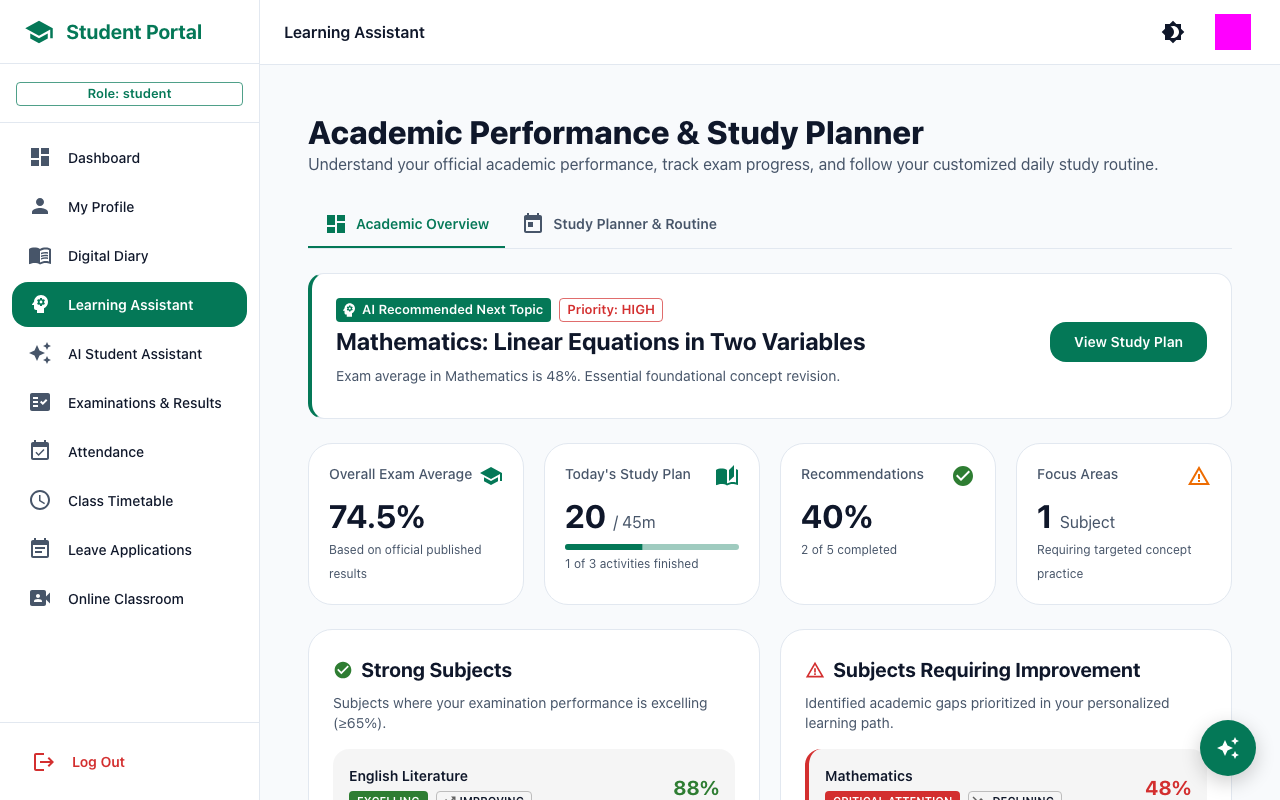 Student Portal
Role: student
Dashboard
My Profile
Digital Diary
Learning Assistant
AI Student Assistant
Examinations & Results
Attendance
Class Timetable
Leave Applications
Online Classroom
Log Out
Learning Assistant
Academic Performance & Study Planner
Understand your official academic performance, track exam progress, and follow your customized daily study routine.
Academic Overview
Study Planner & Routine
AI Recommended Next Topic
Priority: HIGH
Mathematics: Linear Equations in Two Variables
Exam average in Mathematics is 48%. Essential foundational concept revision.
View Study Plan
Overall Exam Average
74.5%
Based on official published
results
Today's Study Plan
20 / 45m
1 of 3 activities finished
Recommendations
40%
2 of 5 completed
Focus Areas
1 Subject
Requiring targeted concept
practice
Strong Subjects
Subjects where your examination performance is excelling
(≥65%).
English Literature
EXCELLING
IMPROVING
88%
Subjects Requiring Improvement
Identified academic gaps prioritized in your personalized
learning path.
Mathematics
CRITICAL ATTENTION
DECLINING
48%